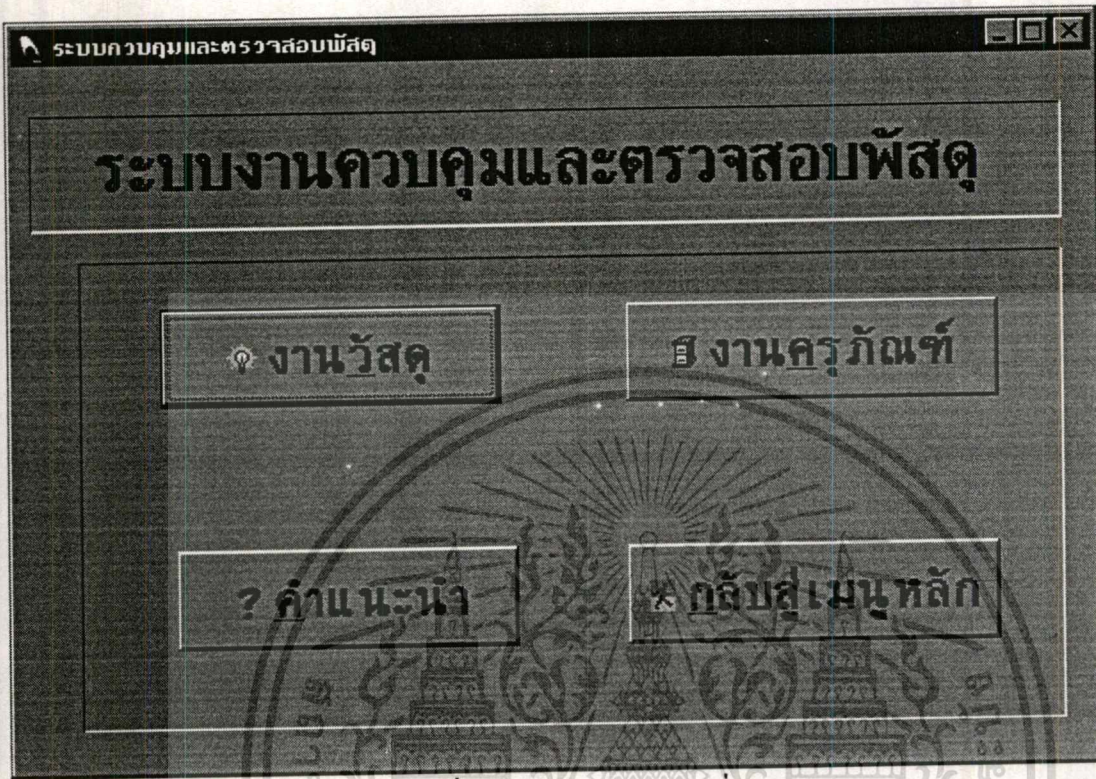 ระบบควบคุมและตรวจสอบพัสดุ
ระบบงานควบคุมและตรวจสอบพัสดุ
งานวัสดุ
งานครุภัณฑ์
? คำแนะนำ
กลับสู่เมนูหลัก